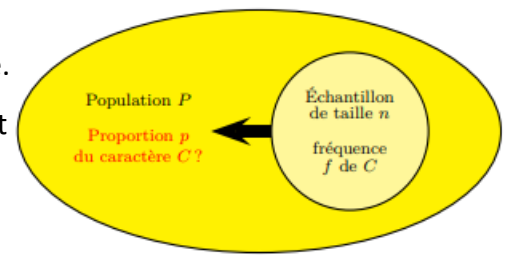 e.
t
Population P
Proportion p
du caractère C ?
Échantillon
de taille n
fréquence
f de C